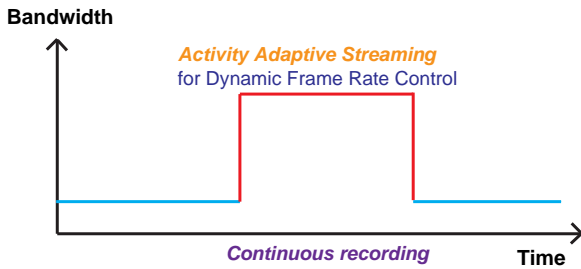 Bandwidth
Activity Adaptive Streaming
for Dynamic Frame Rate Control
Continuous recording
Time